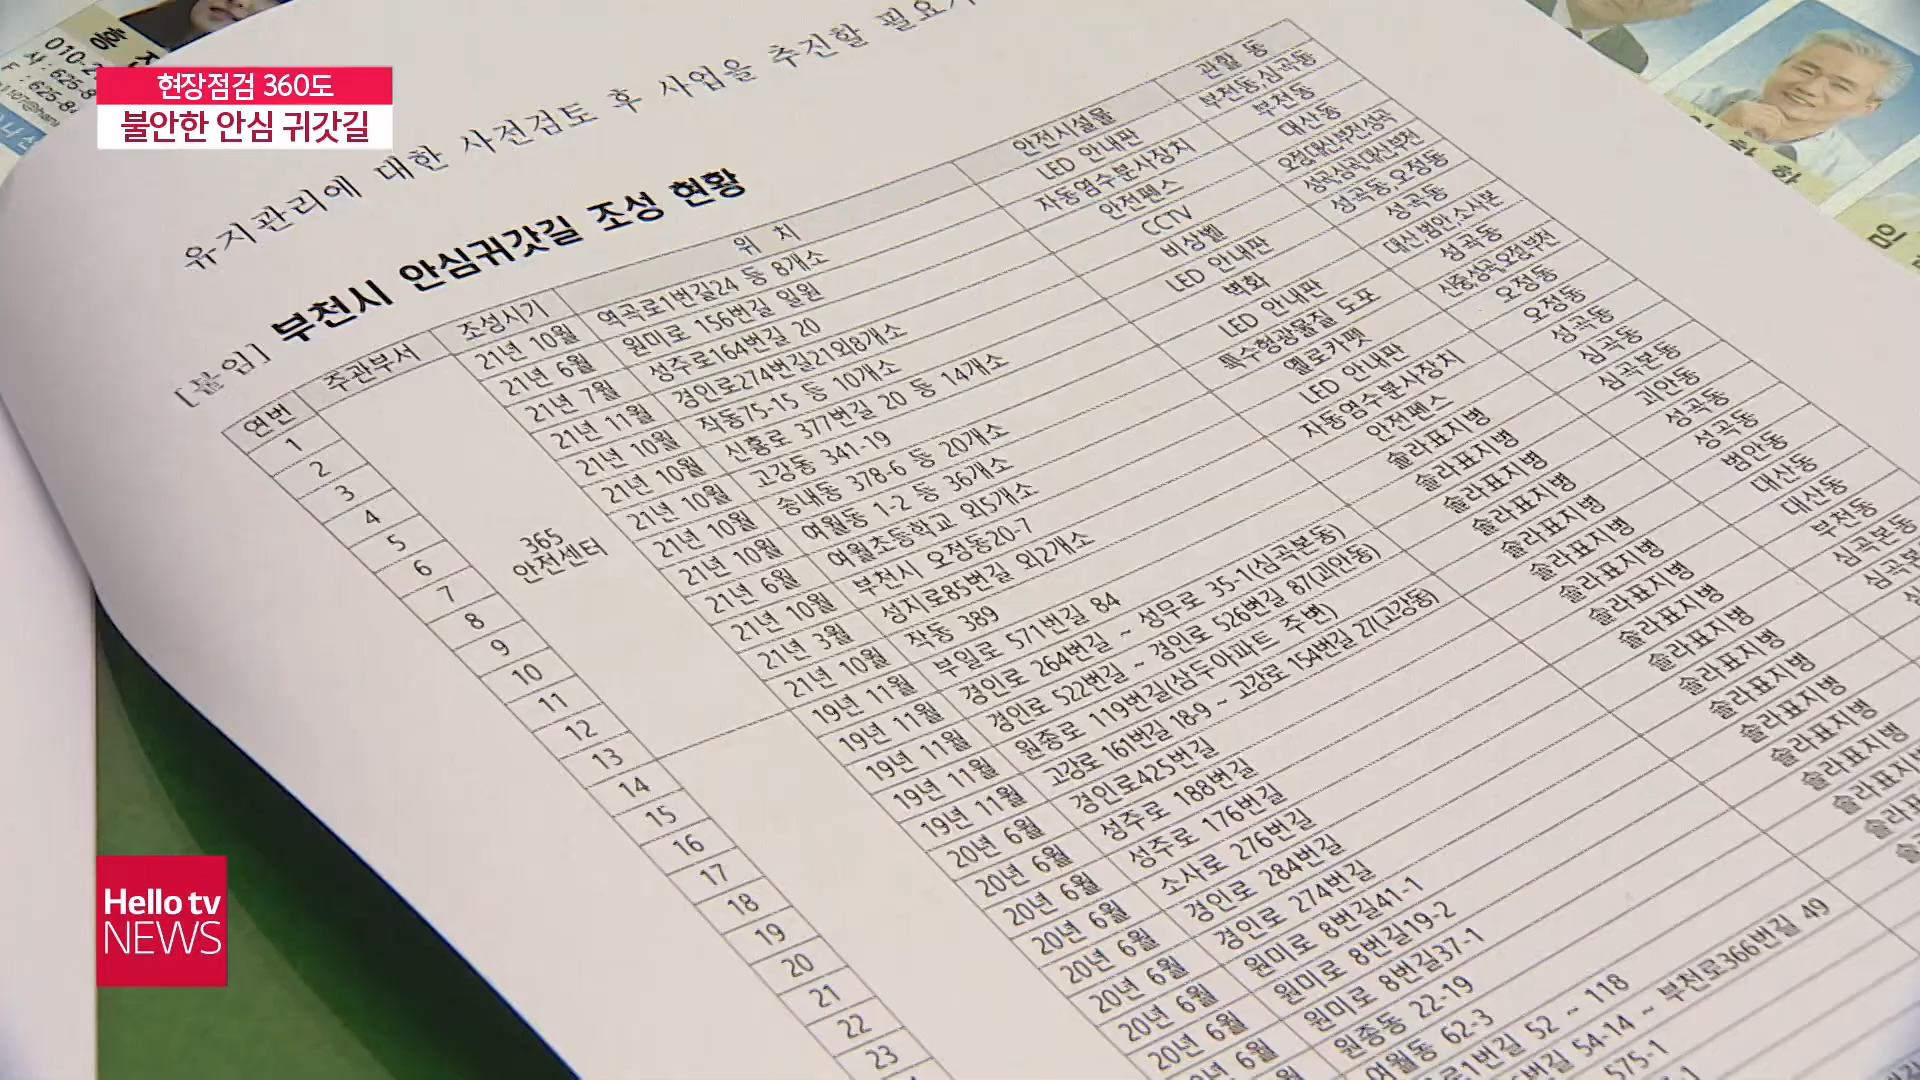 현장점검 360도
불안한 안심 귀갓길
유지관리에 대한 사전검토 후 사업을 추진할
[붙임] 부천시 안심귀갓길 조성 현황
연번 주관부서 조성시기 위 치 안전시설물 관할 동
365
안전센터
1 21년 10월 역곡로1번길24 등 8개소 LED 안내판 부천동,심곡동
2 21년 6월 원미로 156번길 일원 자동염수분사장치 부천동
3 21년 7월 성주로164번길 20 안전펜스 대산동
4 21년 11월 경인로274번길21외8개소 CCTV 오정대산부천성곡
5 21년 10월 작동75-15 등 10개소 비상벨 성곡심곡대산부천
6 21년 10월 신흥로 377번길 20 등 14개소 LED 안내판 성곡동,오정동
7 21년 10월 고강동 341-19 벽화 성곡동
8 21년 10월 송내동 378-6 등 20개소 LED 안내판 대산,범안,소사본
9 21년 10월 여월동 1-2 등 36개소 특수형광물질 도포 성곡동
10 21년 6월 여월초등학교 외5개소 옐로카펫
11 21년 10월 부천시 오정동20-7 LED 안내판 오정동
12 21년 3월 성지로85번길 외2개소 자동염수분사장치 오정동
13 21년 10월 작동 389 안전펜스 성곡동
14 19년 11월 부일로 571번길 84 솔라표지병 심곡동
15 19년 11월 경인로 264번길 ~ 성무로 35-1(심곡본동) 솔라표지병 심곡본동
16 19년 11월 경인로 522번길 ~ 경인로 526번길 87(괴안동) 솔라표지병 괴안동
17 19년 11월 원종로 119번길(삼두아파트 주변) 솔라표지병 성곡동
18 19년 11월 고강로 161번길 18-9 ~ 고강로 154번길 27(고강동) 솔라표지병 성곡동
19 20년 6월 경인로425번길 솔라표지병 범안동
20 20년 6월 성주로 188번길 솔라표지병 대산동
21 20년 6월 성주로 176번길 솔라표지병 대산동
22 20년 6월 소사로 276번길 솔라표지병 부천동
23 20년 6월 경인로 284번길 솔라표지병 심곡본동
20년 6월 경인로 274번길 솔라표지병
20년 6월 원미로 8번길41-1 솔라표지병
20년 6월 원미로 8번길19-2 솔라표지병
원미로 8번길37-1 솔라표지병
원종동 22-19
여월동 62-3
52 ~ 118
54-14 ~ 부천로366번길 49
575-1
Hello tv
NEWS